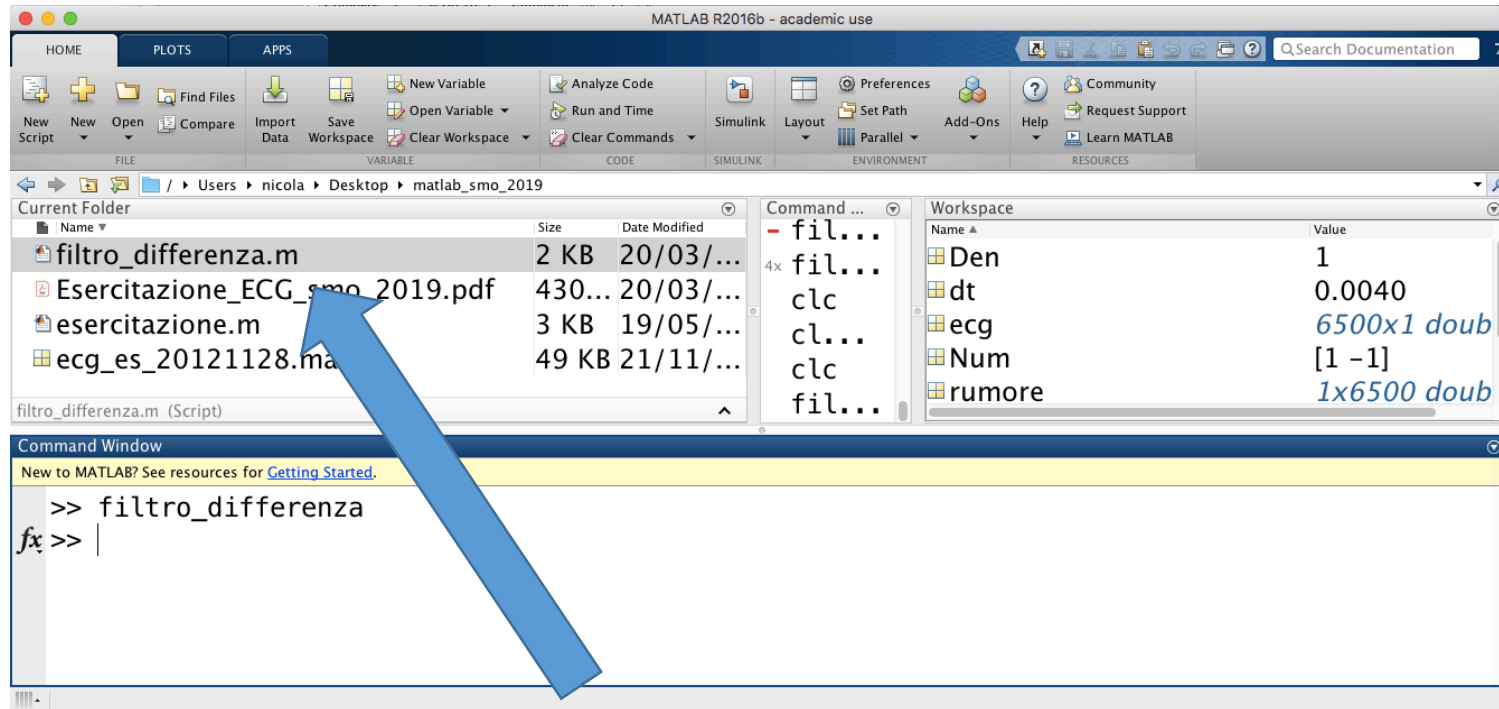 MATLAB R2016b - academic use
HOME PLOTS APPS
Search Documentation
New Script
New
Open
Find Files
Compare
Import Data
Save Workspace
New Variable
Open Variable
Clear Workspace
Analyze Code
Run and Time
Clear Commands
Simulink
Layout
Preferences
Set Path
Parallel
Add-Ons
Help
Community
Request Support
Learn MATLAB
FILE VARIABLE CODE SIMULINK ENVIRONMENT RESOURCES
/ Users nicola Desktop matlab_smo_2019
Current Folder
Name Size Date Modified
filtro_differenza.m 2 KB 20/03/...
Esercitazione_ECG_smo_2019.pdf 430... 20/03/...
esercitazione.m 3 KB 19/05/...
ecg_es_20121128.ma 49 KB 21/11/...
filtro_differenza.m (Script)
Command ...
fil...
4x fil...
clc
cl...
clc
fil...
Workspace
Name Value
Den 1
dt 0.0040
ecg 6500x1 doub
Num [1 -1]
rumore 1x6500 doub
Command Window
New to MATLAB? See resources for Getting Started.
>> filtro_differenza
fx >>